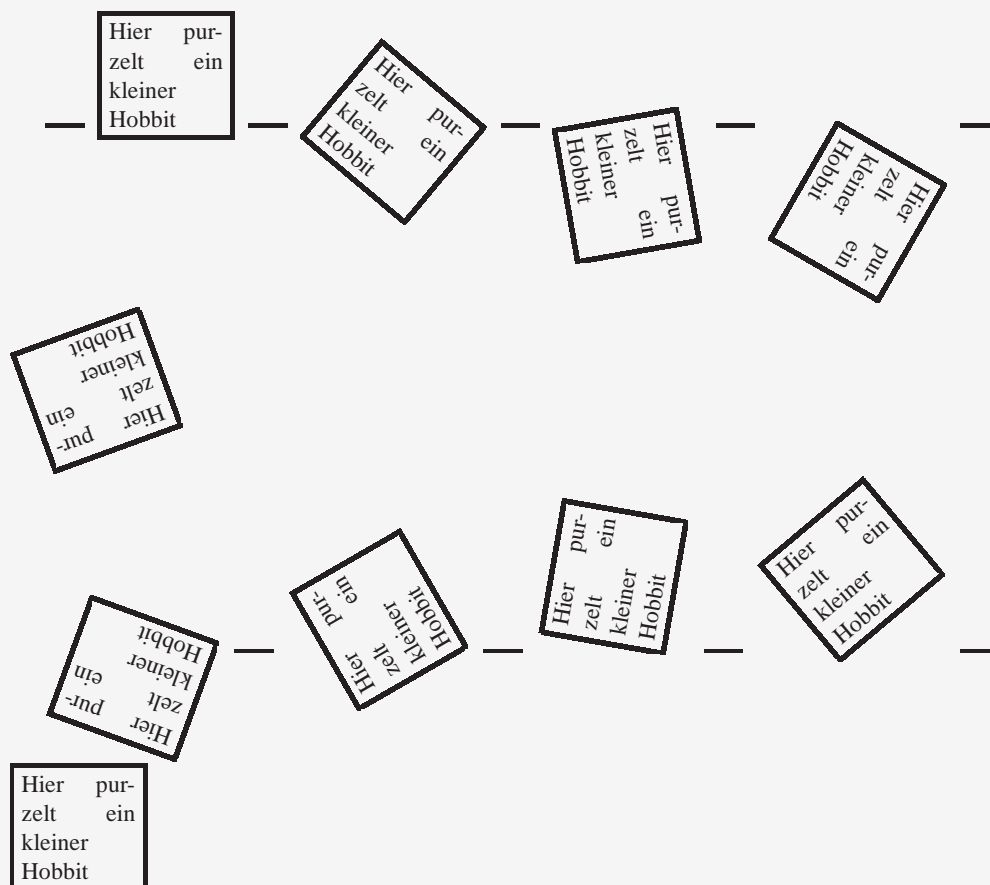 Hier pur-
zelt ein
kleiner
Hobbit
Hier pur-
zelt ein
kleiner
Hobbit
Hier pur-
zelt ein
kleiner
Hobbit
Hier pur-
zelt ein
kleiner
Hobbit
Hier pur-
zelt ein
kleiner
Hobbit
Hier pur-
zelt ein
kleiner
Hobbit
Hier pur-
zelt ein
kleiner
Hobbit
Hier pur-
zelt ein
kleiner
Hobbit
Hier pur-
zelt ein
kleiner
Hobbit
Hier pur-
zelt ein
kleiner
Hobbit